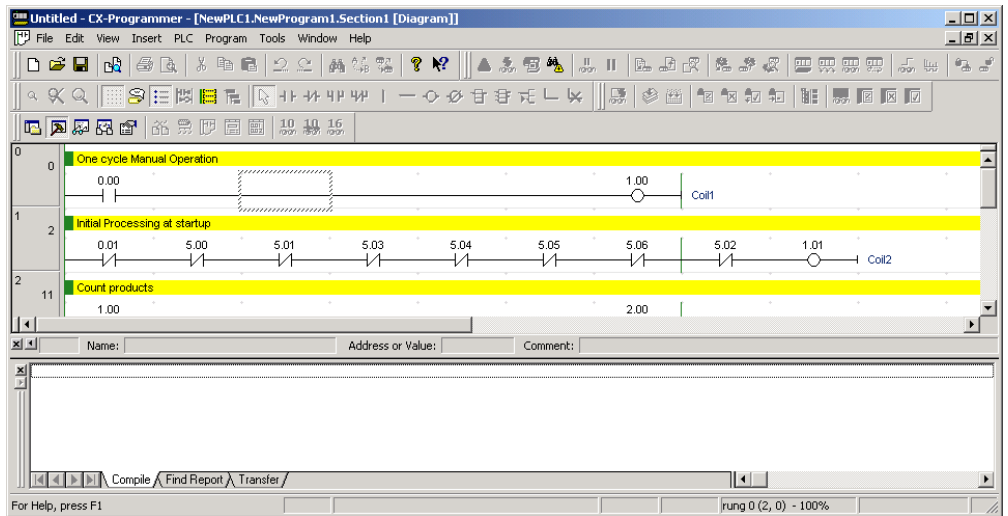 Untitled - CX-Programmer - [NewPLC1.NewProgram1.Section1 [Diagram]]
File Edit View Insert PLC Program Tools Window Help
10 10 16
0
0
One cycle Manual Operation
0.00 1.00
Coil1
1
2
Initial Processing at startup
0.01 5.00 5.01 5.03 5.04 5.05 5.06 5.02 1.01
Coil2
2
11
Count products
1.00 2.00
Name: Address or Value: Comment:
Compile Find Report Transfer
For Help, press F1 rung 0 (2, 0) - 100%